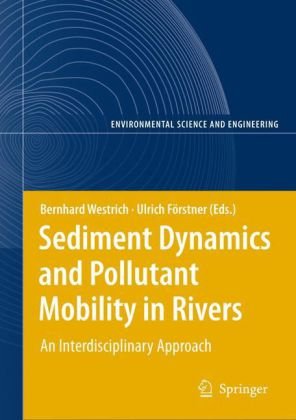 ENVIRONMENTAL SCIENCE AND ENGINEERING
Bernhard Westrich · Ulrich Förstner (Eds.)
Sediment Dynamics
and Pollutant
Mobility in Rivers
An Interdisciplinary Approach
Springer